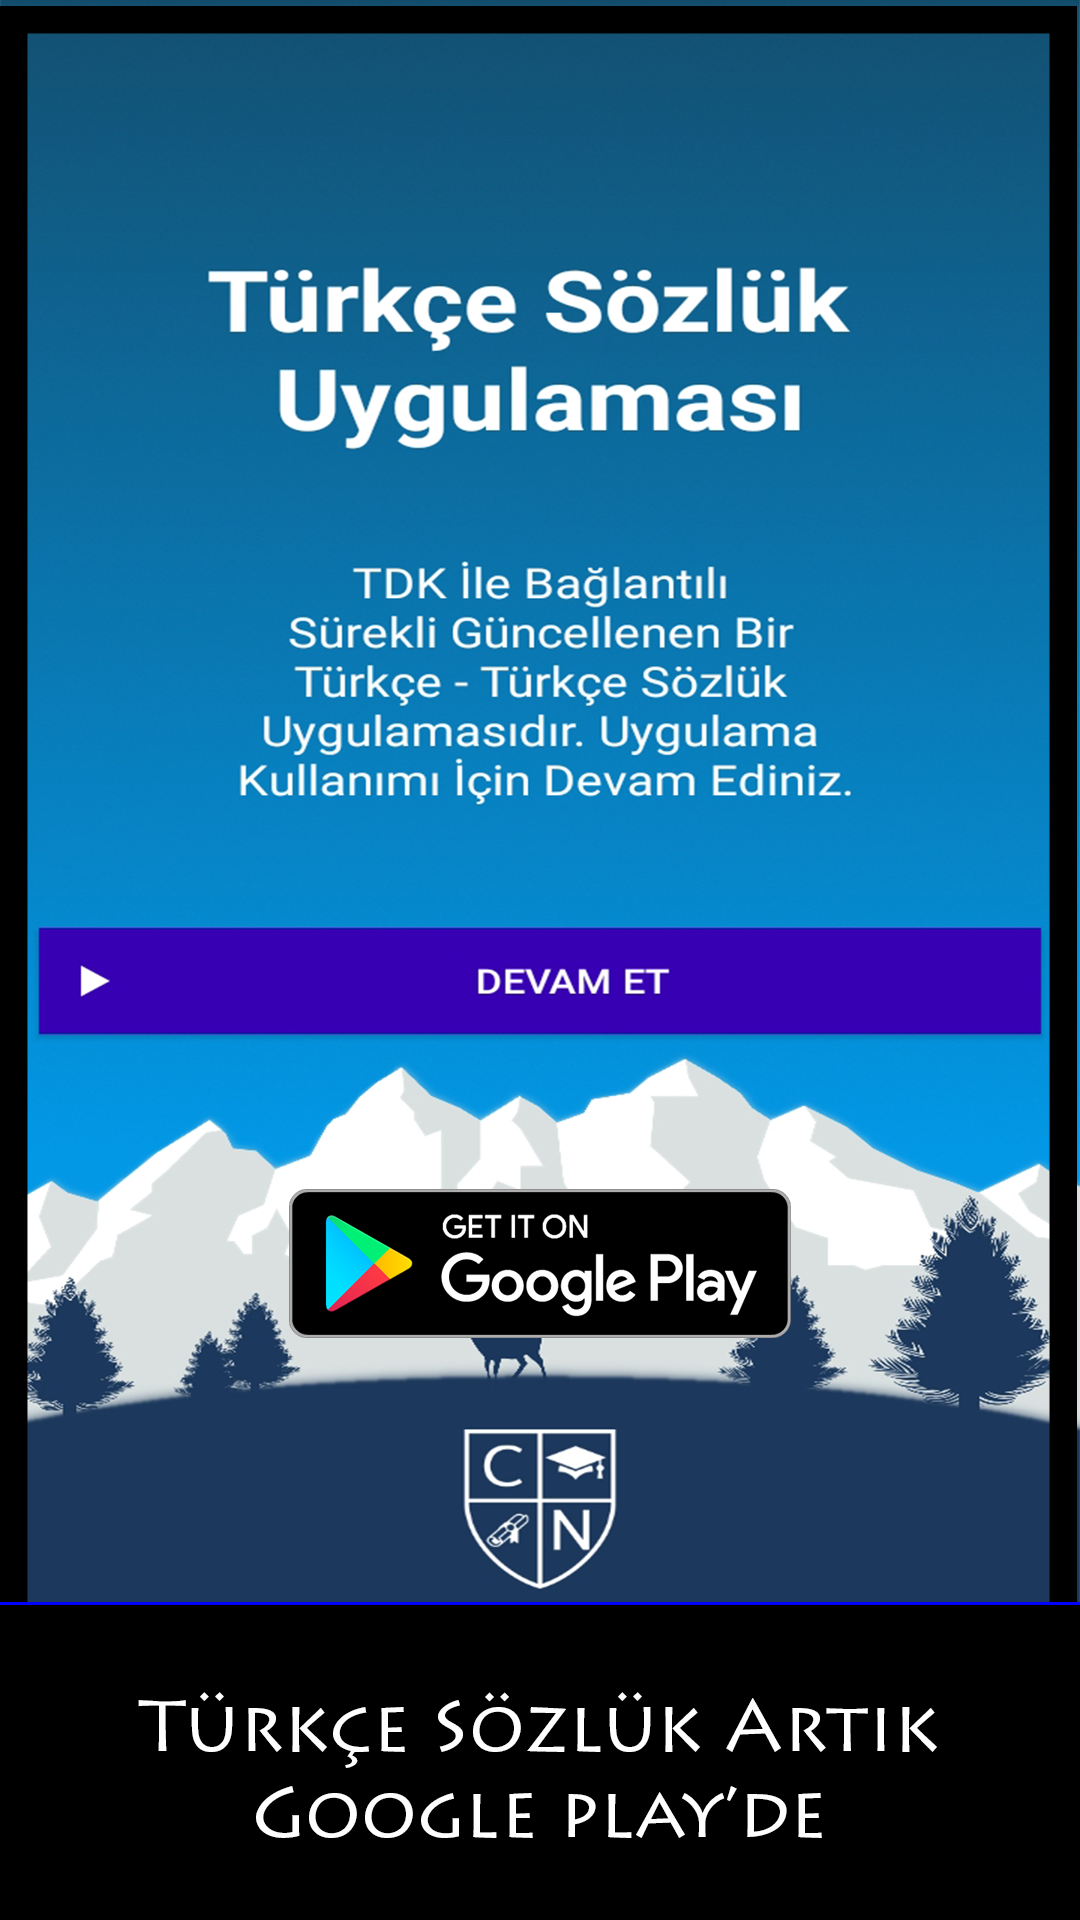 Türkçe Sözlük
Uygulaması
TDK İle Bağlantılı
Sürekli Güncellenen Bir
Türkçe - Türkçe Sözlük
Uygulamasıdır. Uygulama
Kullanımı İçin Devam Ediniz.
DEVAM ET
GET IT ON
Google Play
C
N
Türkçe Sözlük Artık
Google play’de